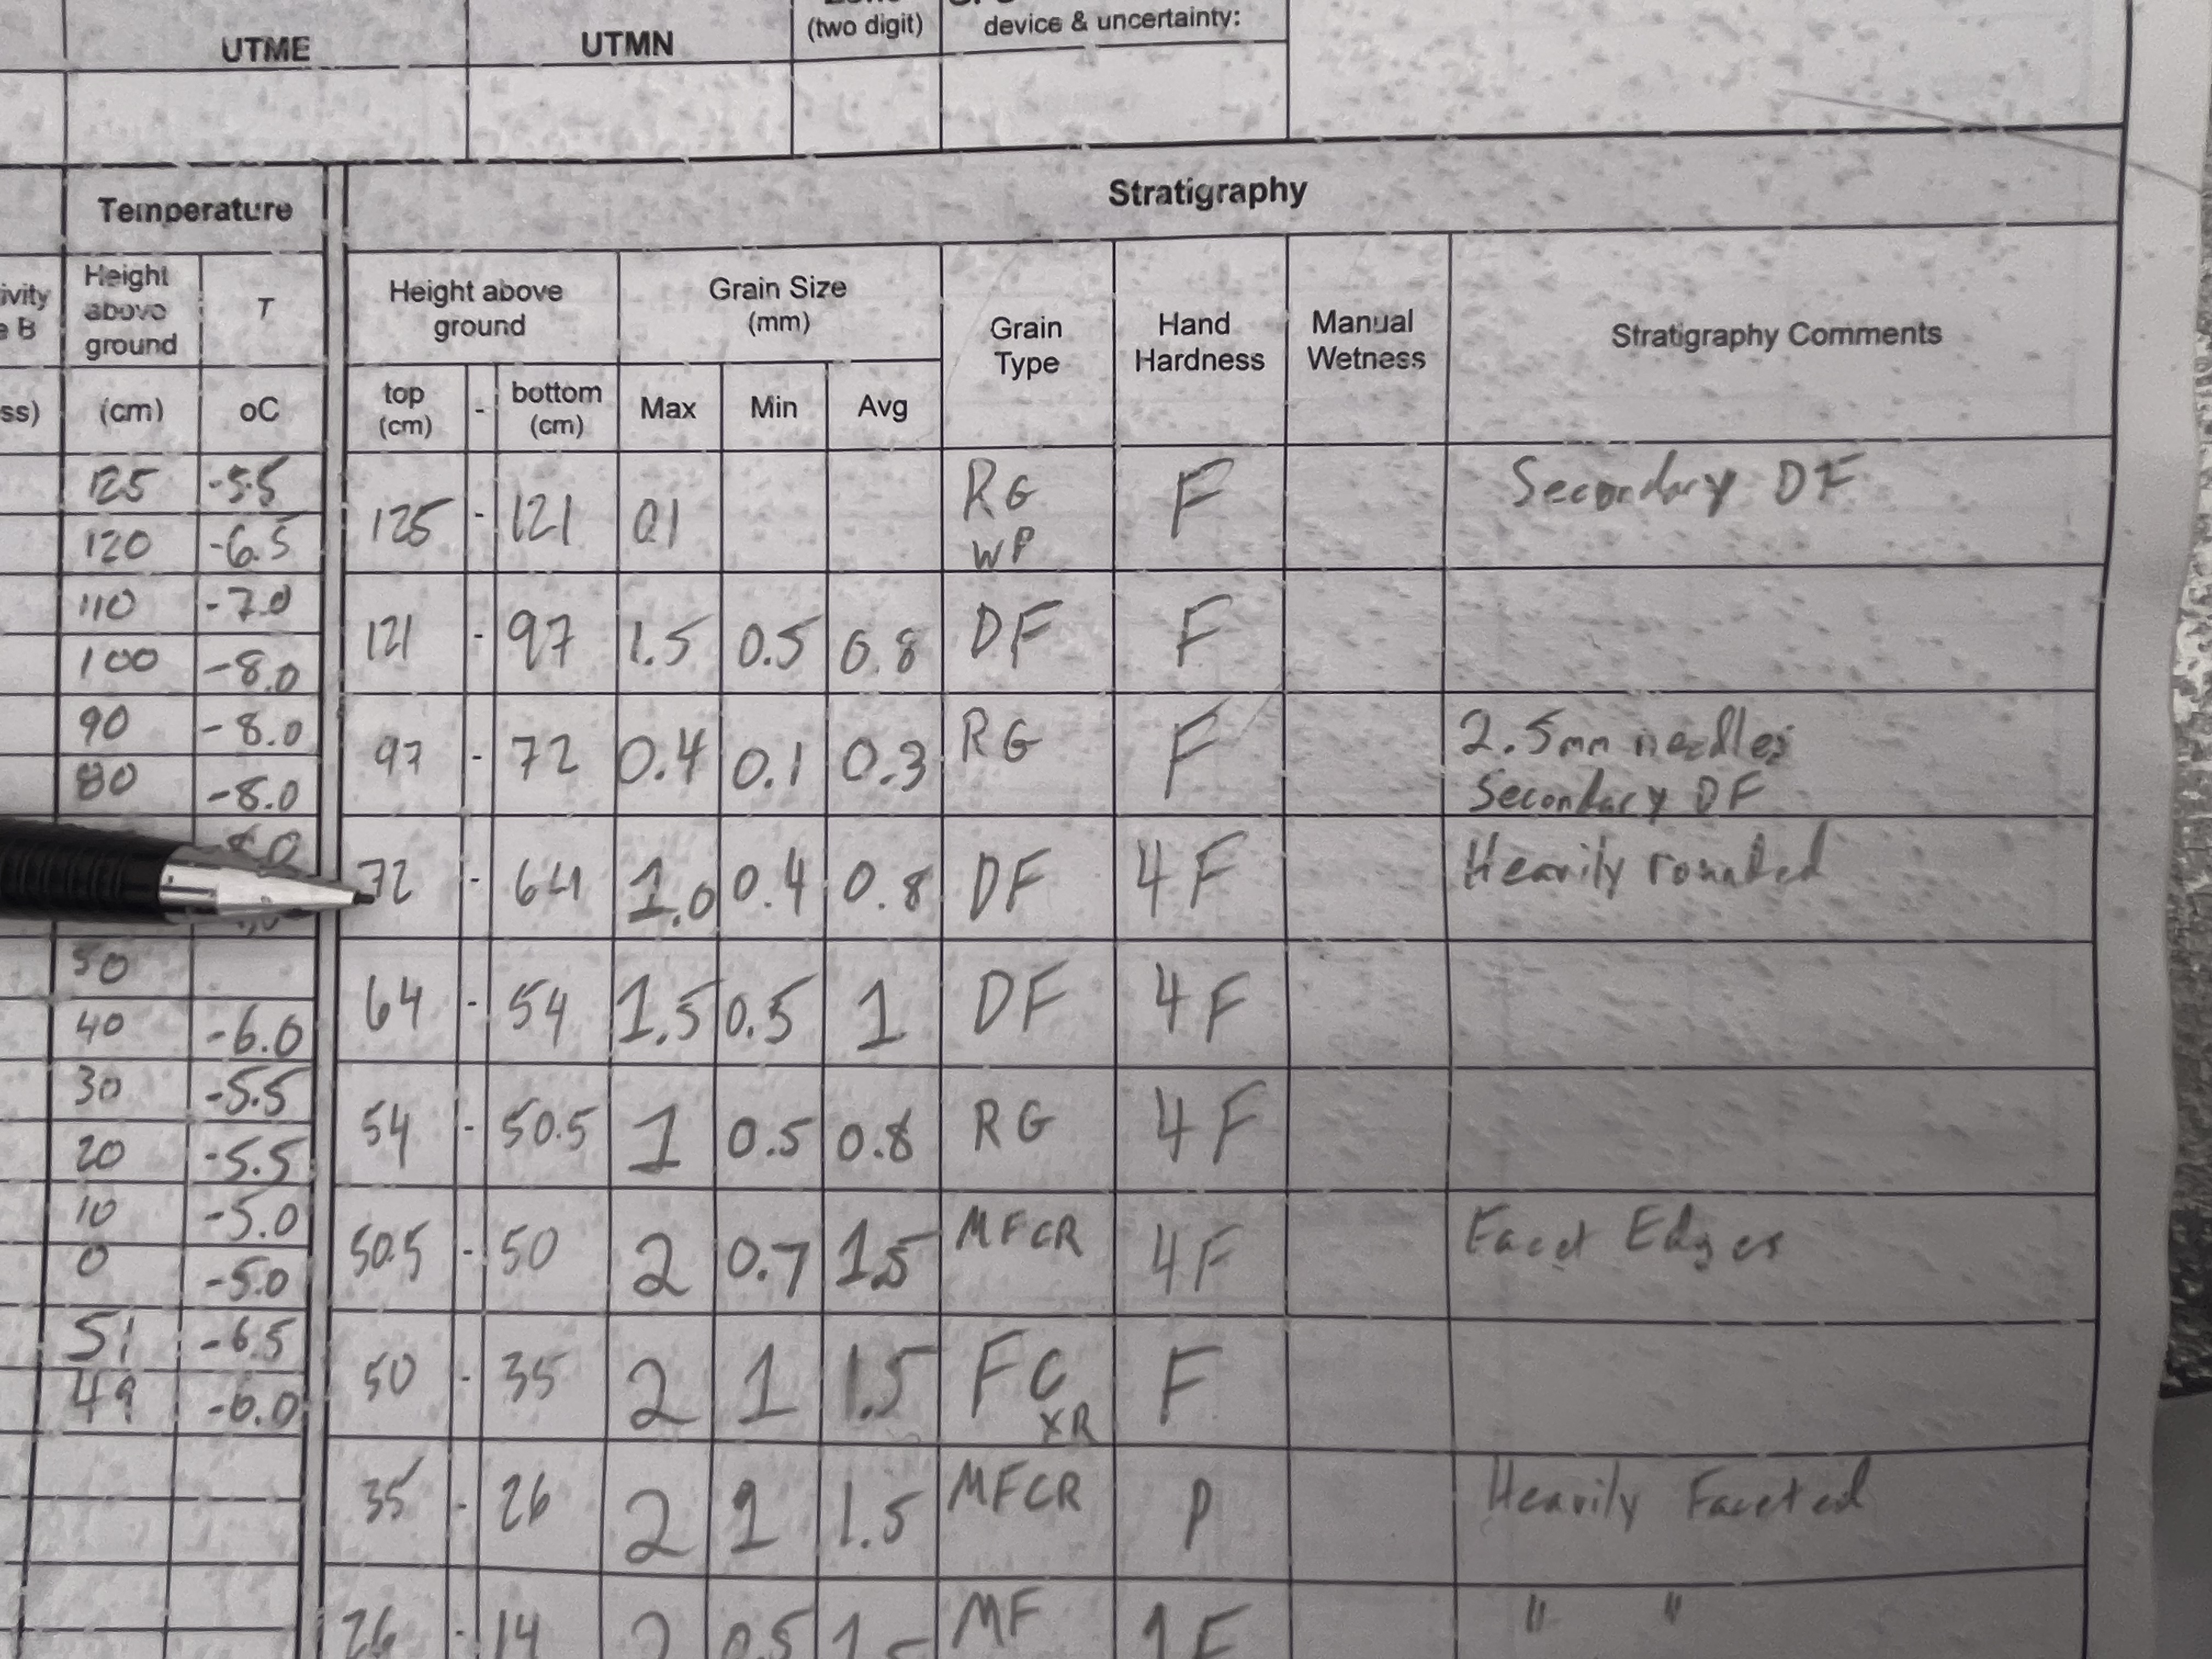 UTME UTMN (two digit) device & uncertainty:
Temperature Stratigraphy
Height above ground T Height above ground Grain Size (mm) Grain Type Hand Hardness Manual Wetness Stratigraphy Comments
(cm) oC top (cm) - bottom (cm) Max Min Avg
125 -5.5
120 -6.5
110 -7.0
100 -8.0
90 -8.0
80 -8.0
50
40 -6.0
30 -5.5
20 -5.5
10 -5.0
0 -5.0
51 -6.5
49 -6.0
125 - 121 01 RG WP F Secondary DF
121 - 97 1.5 0.5 0.8 DF F
97 - 72 0.4 0.1 0.3 RG F 2.5mm needles
Secondary DF
72 - 64 1.0 0.4 0.8 DF 4F Heavily rounded
64 - 54 1.5 0.5 1 DF 4F
54 - 50.5 1 0.5 0.8 RG 4F
50.5 - 50 2 0.7 1.5 MFCR 4F Facet Edges
50 - 35 2 1 1.5 FC xR F
35 - 26 2 1 1.5 MFCR P Heavily Faceted
26 - 14 2 0.5 MF 1F " "